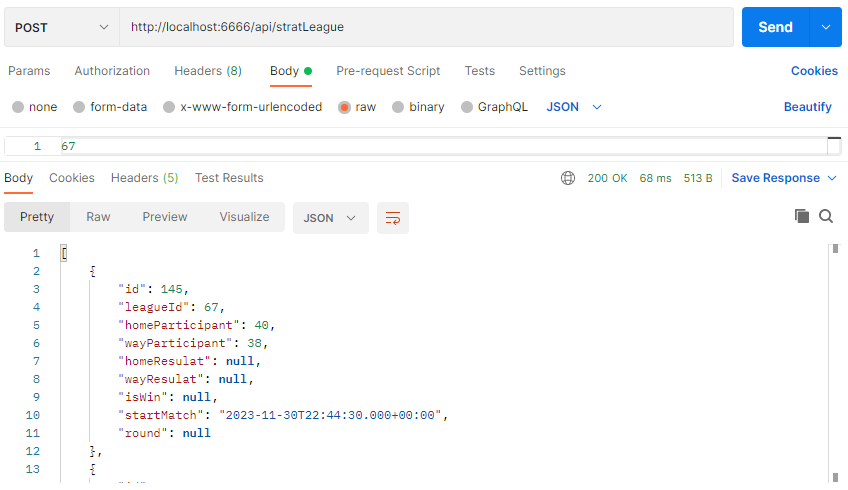 POST http://localhost:6666/api/stratLeague Send
Params Authorization Headers (8) Body Pre-request Script Tests Settings Cookies
none form-data x-www-form-urlencoded raw binary GraphQL JSON Beautify
1 67
Body Cookies Headers (5) Test Results 200 OK 68 ms 513 B Save Response
Pretty Raw Preview Visualize JSON
1 [
2 {
3 "id": 145,
4 "leagueId": 67,
5 "homeParticipant": 40,
6 "wayParticipant": 38,
7 "homeResulat": null,
8 "wayResulat": null,
9 "isWin": null,
10 "startMatch": "2023-11-30T22:44:30.000+00:00",
11 "round": null
12 },
13 {